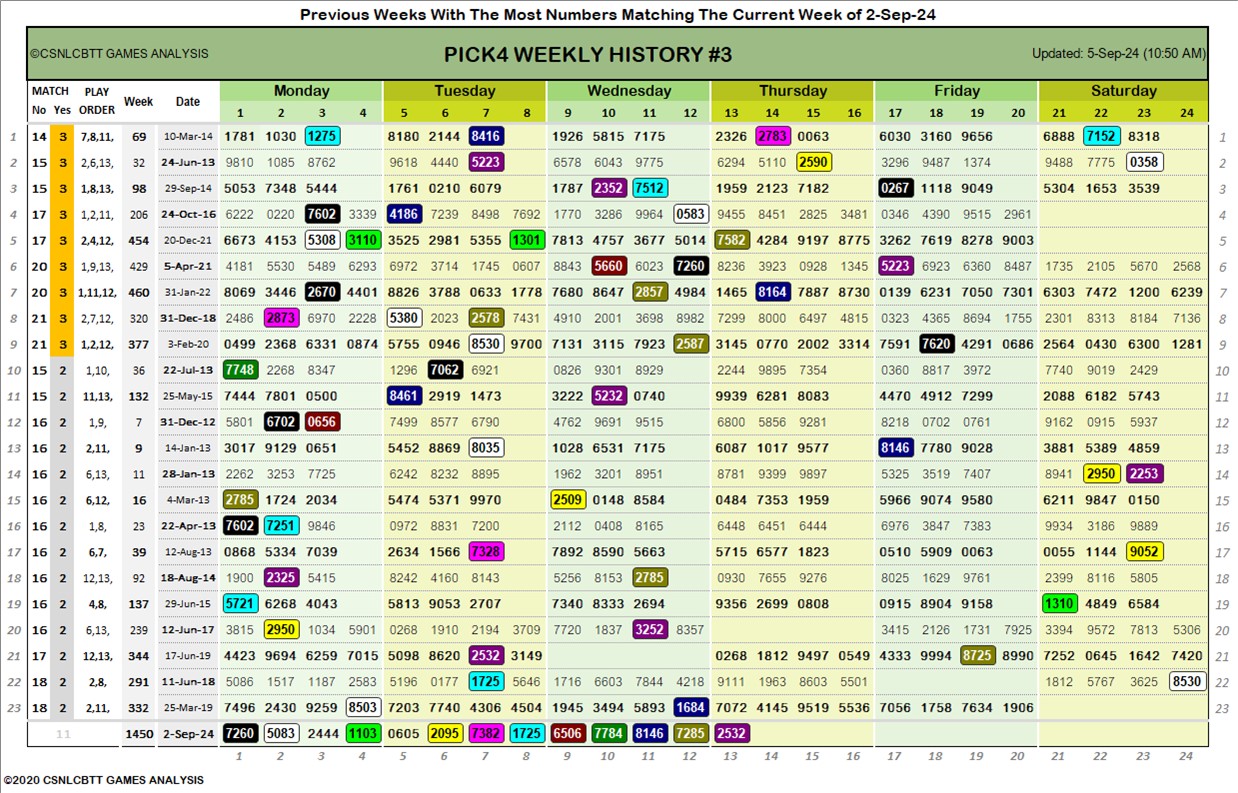 Previous Weeks With The Most Numbers Matching The Current Week of 2-Sep-24
©CSNLCBTT GAMES ANALYSIS PICK4 WEEKLY HISTORY #3 Updated: 5-Sep-24 (10:50 AM)
MATCH PLAY Week Date Monday Tuesday Wednesday Thursday Friday Saturday
No Yes ORDER 1 2 3 4 5 6 7 8 9 10 11 12 13 14 15 16 17 18 19 20 21 22 23 24
1 14 3 7,8,11, 69 10-Mar-14 1781 1030 1275 8180 2144 8416 1926 5815 7175 2326 2783 0063 6030 3160 9656 6888 7152 8318 1
2 15 3 2,6,13, 32 24-Jun-13 9810 1085 8762 9618 4440 5223 6578 6043 9775 6294 5110 2590 3296 9487 1374 9488 7775 0358 2
3 15 3 1,8,13, 98 29-Sep-14 5053 7348 5444 1761 0210 6079 1787 2352 7512 1959 2123 7182 0267 1118 9049 5304 1653 3539 3
4 17 3 1,2,11, 206 24-Oct-16 6222 0220 7602 3339 4186 7239 8498 7692 1770 3286 9964 0583 9455 8451 2825 3481 0346 4390 9515 2961 4
5 17 3 2,4,12, 454 20-Dec-21 6673 4153 5308 3110 3525 2981 5355 1301 7813 4757 3677 5014 7582 4284 9197 8775 3262 7619 8278 9003 5
6 20 3 1,9,13, 429 5-Apr-21 4181 5530 5489 6293 6972 3714 1745 0607 8843 5660 6023 7260 8236 3923 0928 1345 5223 6923 6360 8487 1735 2105 5670 2568 6
7 20 3 1,11,12, 460 31-Jan-22 8069 3446 2670 4401 8826 3788 0633 1778 7680 8647 2857 4984 1465 8164 7887 8730 0139 6231 7050 7301 6303 7472 1200 6239 7
8 21 3 2,7,12, 320 31-Dec-18 2486 2873 6970 2228 5380 2023 2578 7431 4910 2001 3698 8982 7299 8000 6497 4815 0323 4365 8694 1755 2301 8313 8184 7136 8
9 21 3 1,2,12, 377 3-Feb-20 0499 2368 6331 0874 5755 0946 8530 9700 7131 3115 7923 2587 3145 0770 2002 3314 7591 7620 4291 0686 2564 0430 6300 1281 9
10 15 2 1,10, 36 22-Jul-13 7748 2268 8347 1296 7062 6921 0826 9301 8929 2244 9895 7354 0360 8817 3972 7740 9019 2429 10
11 15 2 11,13, 132 25-May-15 7444 7801 0500 8461 2919 1473 3222 5232 0740 9939 6281 8083 4470 4912 7299 2088 6182 5743 11
12 16 2 1,9, 7 31-Dec-12 5801 6702 0656 7499 8577 6790 4762 9691 9515 6800 5856 9281 8218 0702 0761 9162 0915 5937 12
13 16 2 2,11, 9 14-Jan-13 3017 9129 0651 5452 8869 8035 1028 6531 7175 6087 1017 9577 8146 7780 9028 3881 5389 4859 13
14 16 2 6,13, 11 28-Jan-13 2262 3253 7725 6242 8232 8895 1962 3201 8951 8781 9399 9897 5325 3519 7407 8941 2950 2253 14
15 16 2 6,12, 16 4-Mar-13 2785 1724 2034 5474 5371 9970 2509 0148 8584 0484 7353 1959 5966 9074 9580 6211 9847 0150 15
16 16 2 1,8, 23 22-Apr-13 7602 7251 9846 0972 8831 7200 2112 0408 8165 6448 6451 6444 6976 3847 7383 9934 3186 9889 16
17 16 2 6,7, 39 12-Aug-13 0868 5334 7039 2634 1566 7328 7892 8590 5663 5715 6577 1823 0510 5909 0063 0055 1144 9052 17
18 16 2 12,13, 92 18-Aug-14 1900 2325 5415 8242 4160 8143 5256 8153 2785 0930 7655 9276 8025 1629 9761 2399 8116 5805 18
19 16 2 4,8, 137 29-Jun-15 5721 6268 4043 5813 9053 2707 7340 8333 2694 9356 2699 0808 0915 8904 9158 1310 4849 6584 19
20 16 2 6,13, 239 12-Jun-17 3815 2950 1034 5901 0268 1910 2194 3709 7720 1837 3252 8357 3415 2126 1731 7925 3394 9572 7813 5306 20
21 17 2 12,13, 344 17-Jun-19 4423 9694 6259 7015 5098 8620 2532 3149 0268 1812 9497 0549 4333 9994 8725 8990 7252 0645 1642 7420 21
22 18 2 2,8, 291 11-Jun-18 5086 1517 1187 2583 5196 0177 1725 5646 1716 6603 7844 4218 9111 1963 8603 5501 1812 5767 3625 8530 22
23 18 2 2,11, 332 25-Mar-19 7496 2430 9259 8503 7203 7740 4306 4504 1945 3494 5893 1684 7072 4145 9519 5536 7056 1758 7634 1906 23
11 1450 2-Sep-24 7260 5083 2444 1103 0605 2095 7382 1725 6506 7784 8146 7285 2532
1 2 3 4 5 6 7 8 9 10 11 12 13 14 15 16 17 18 19 20 21 22 23 24
©2020 CSNLCBTT GAMES ANALYSIS